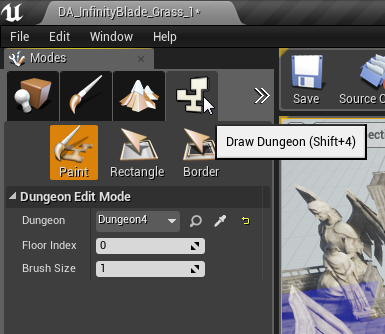 DA_InfinityBlade_Grass_1*
File Edit Window Help
Modes
Save Source C
Draw Dungeon (Shift+4)
Paint Rectangle Border
Dungeon Edit Mode
Dungeon Dungeon4
Floor Index 0
Brush Size 1